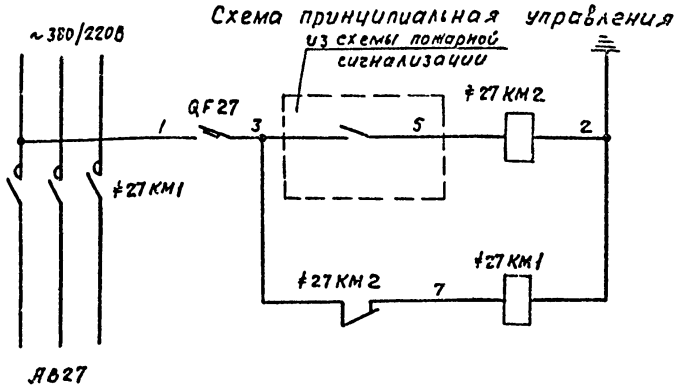 Схема принципиальная управления
из схемы пожарной
сигнализации
~380/220В
QF27
1
3
5
2
≠27КМ2
≠27КМ1
≠27КМ2
7
≠27КМ1
АВ27